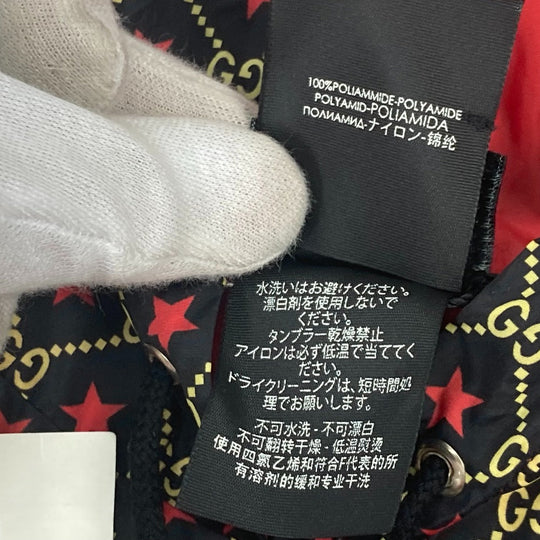 100%POLIAMMIDE-POLYAMIDE
POLYAMID-POLIAMIDA
ПОЛИАМИД-ナイロン-锦纶
水洗いはお避けください。
漂白剤を使用しないで
ください。
タンブラー乾燥禁止
アイロンは必ず低温で当ててく
ださい。
ドライクリーニングは、短時間処
理でお願いします。
不可水洗 - 不可漂白
不可翻转干燥 - 低温熨烫
使用四氯乙烯和符合F代表的所
有溶剂的缓和专业干洗